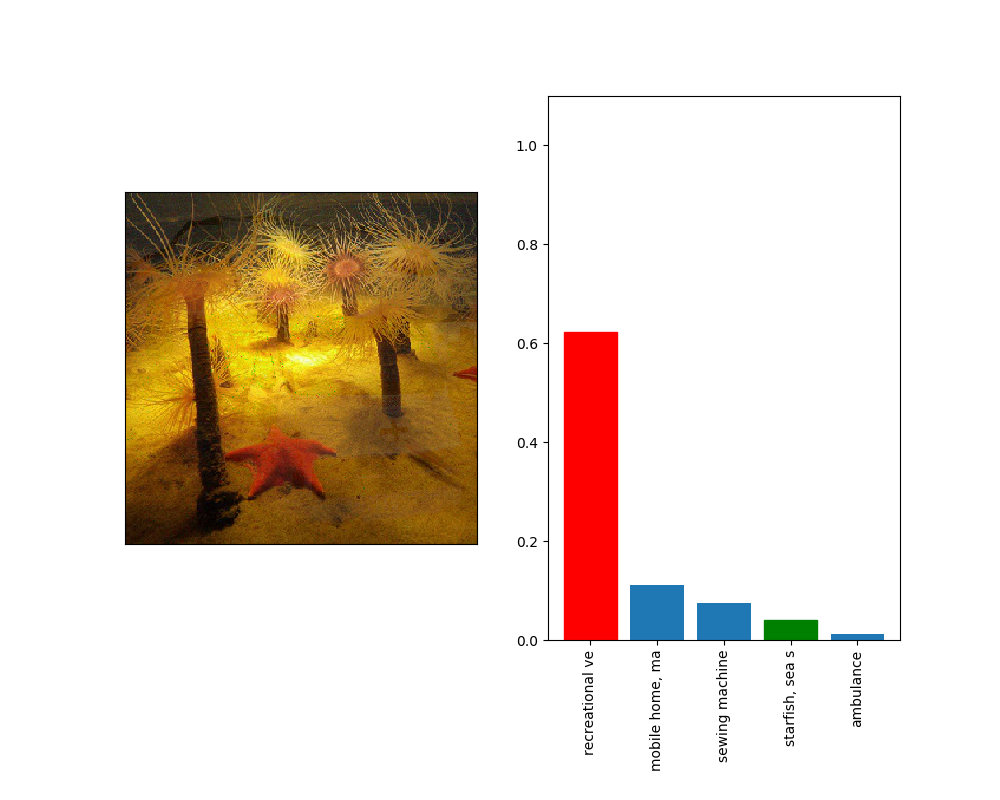 1.0
0.8
0.6
0.4
0.2
0.0
recreational ve
mobile home, ma
sewing machine
starfish, sea s
ambulance